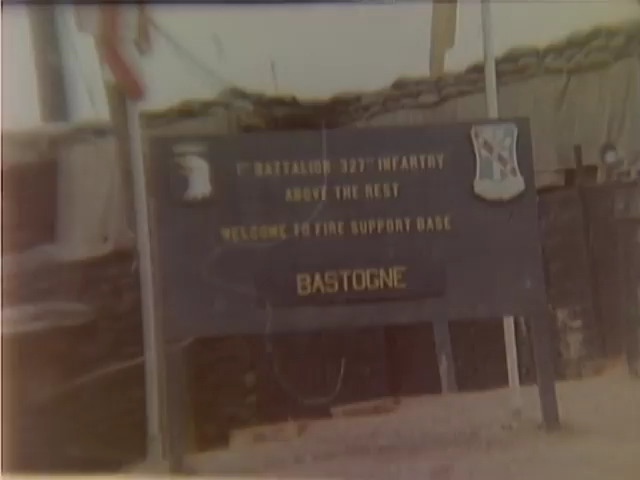 1ST BATTALION 327TH INFANTRY
ABOVE THE REST
WELCOME TO FIRE SUPPORT BASE
BASTOGNE